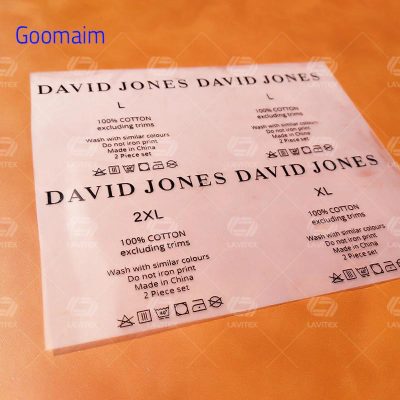 Goomaim
DAVID JONES DAVID JONES
L
100% COTTON
excluding trims
Wash with similar colours
Do not iron print
Made in China
2 Piece set
L
100% COTTON
excluding trims
Wash with similar colours
Do not iron print
Made in China
2 Piece set
DAVID JONES DAVID JONES
2XL
100% COTTON
excluding trims
Wash with similar colours
Do not iron print
Made in China
2 Piece set
XL
100% COTTON
excluding trims
Wash with similar colours
Do not iron print
Made in China
2 Piece set
LAVITEX